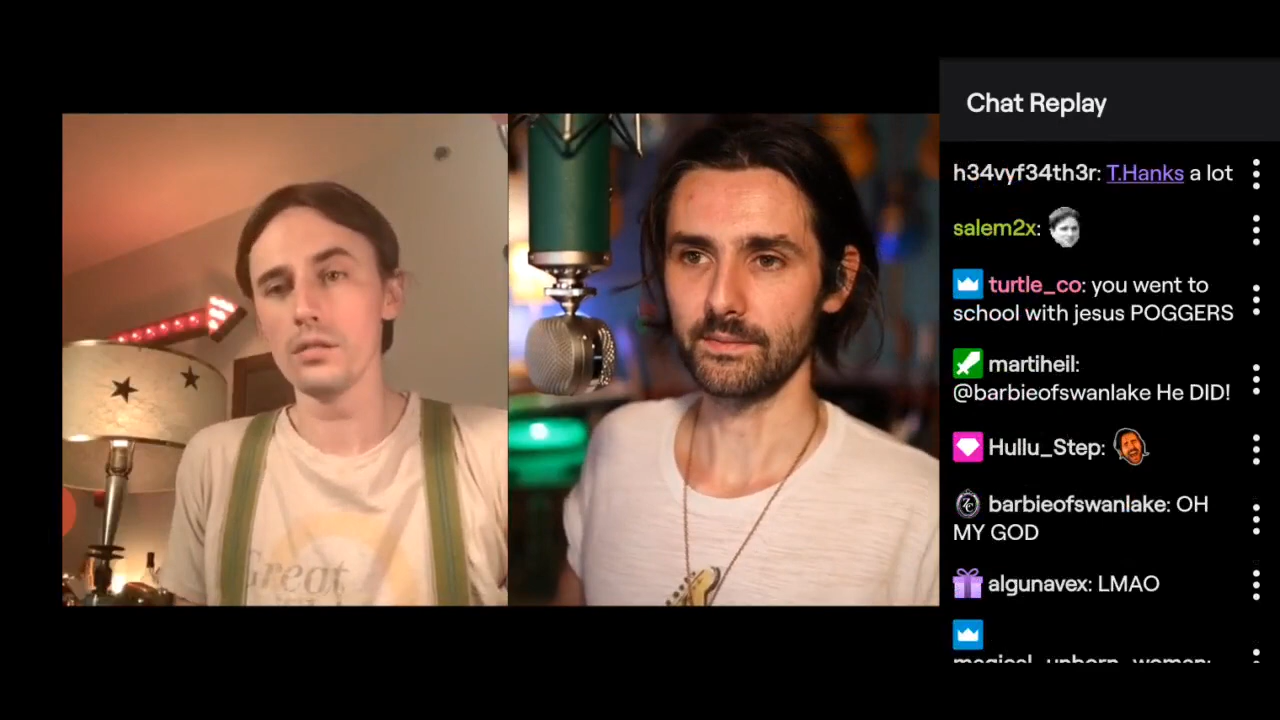 Chat Replay
h34vyf34th3r: T.Hanks a lot
salem2x:
turtle_co: you went to
school with jesus POGGERS
martiheil:
@barbieofswanlake He DID!
Hullu_Step:
barbieofswanlake: OH
MY GOD
algunavex: LMAO
Great